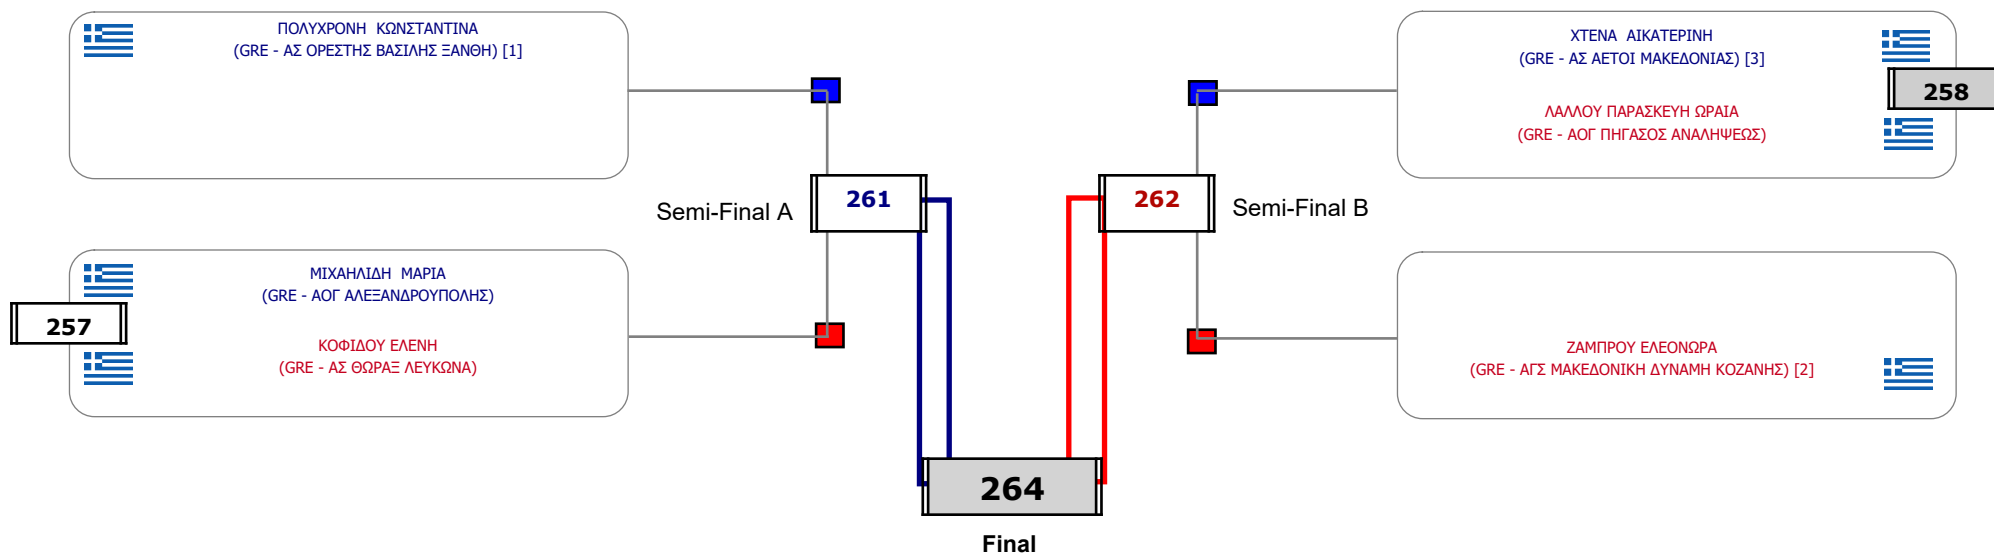 ΠΟΛΥΧΡΟΝΗ ΚΩΝΣΤΑΝΤΙΝΑ
(GRE - ΑΣ ΟΡΕΣΤΗΣ ΒΑΣΙΛΗΣ ΞΑΝΘΗ) [1]
ΜΙΧΑΗΛΙΔΗ ΜΑΡΙΑ
(GRE - ΑΟΓ ΑΛΕΞΑΝΔΡΟΥΠΟΛΗΣ)
257
ΚΟΦΙΔΟΥ ΕΛΕΝΗ
(GRE - ΑΣ ΘΩΡΑΞ ΛΕΥΚΩΝΑ)
Semi-Final A
261
262
Semi-Final B
ΧΤΕΝΑ ΑΙΚΑΤΕΡΙΝΗ
(GRE - ΑΣ ΑΕΤΟΙ ΜΑΚΕΔΟΝΙΑΣ) [3]
258
ΛΑΛΛΟΥ ΠΑΡΑΣΚΕΥΗ ΩΡΑΙΑ
(GRE - ΑΟΓ ΠΗΓΑΣΟΣ ΑΝΑΛΗΨΕΩΣ)
ΖΑΜΠΡΟΥ ΕΛΕΟΝΩΡΑ
(GRE - ΑΓΣ ΜΑΚΕΔΟΝΙΚΗ ΔΥΝΑΜΗ ΚΟΖΑΝΗΣ) [2]
264
Final